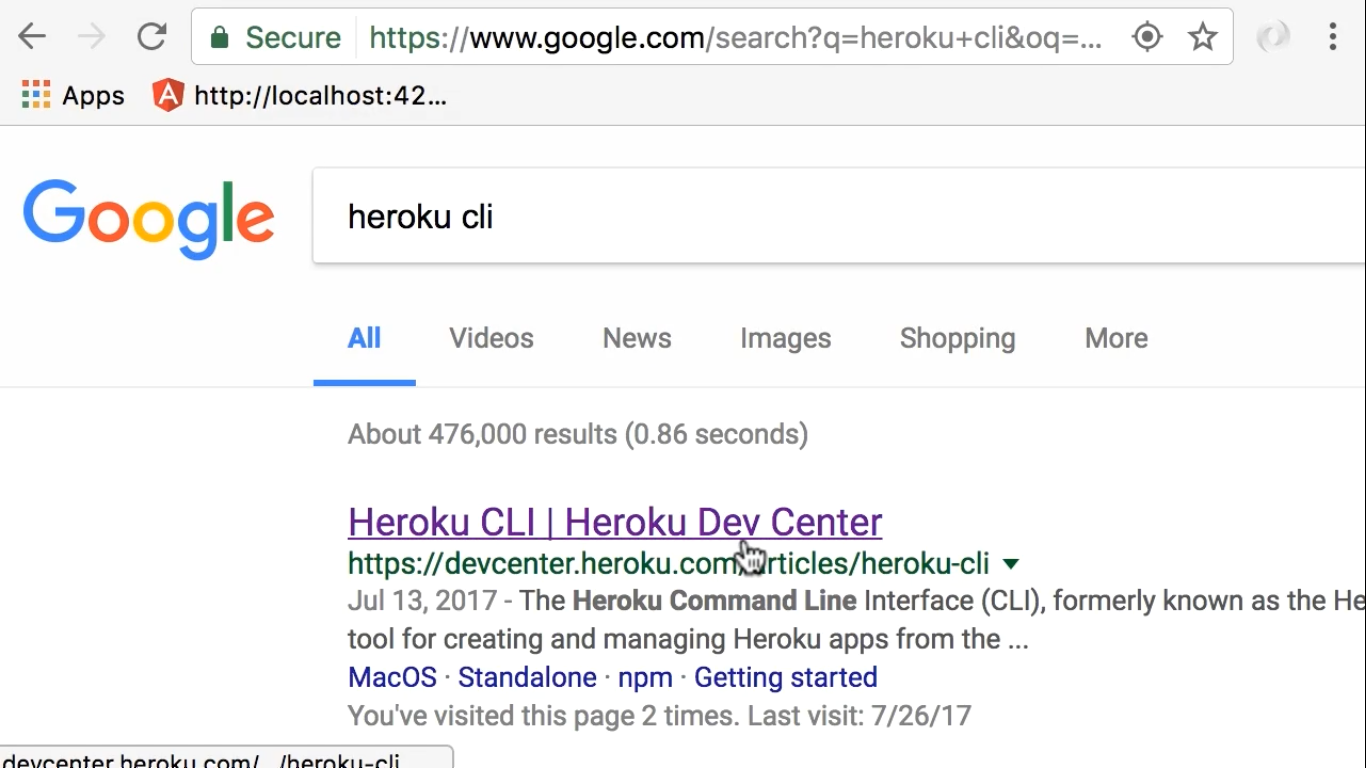 Secure https://www.google.com/search?q=heroku+cli&oq=...
Apps http://localhost:42...
Google heroku cli
All Videos News Images Shopping More
About 476,000 results (0.86 seconds)
Heroku CLI | Heroku Dev Center
https://devcenter.heroku.com/articles/heroku-cli
Jul 13, 2017 - The Heroku Command Line Interface (CLI), formerly known as the He
tool for creating and managing Heroku apps from the ...
MacOS · Standalone · npm · Getting started
You've visited this page 2 times. Last visit: 7/26/17
devcenter.heroku.com/.../heroku-cli